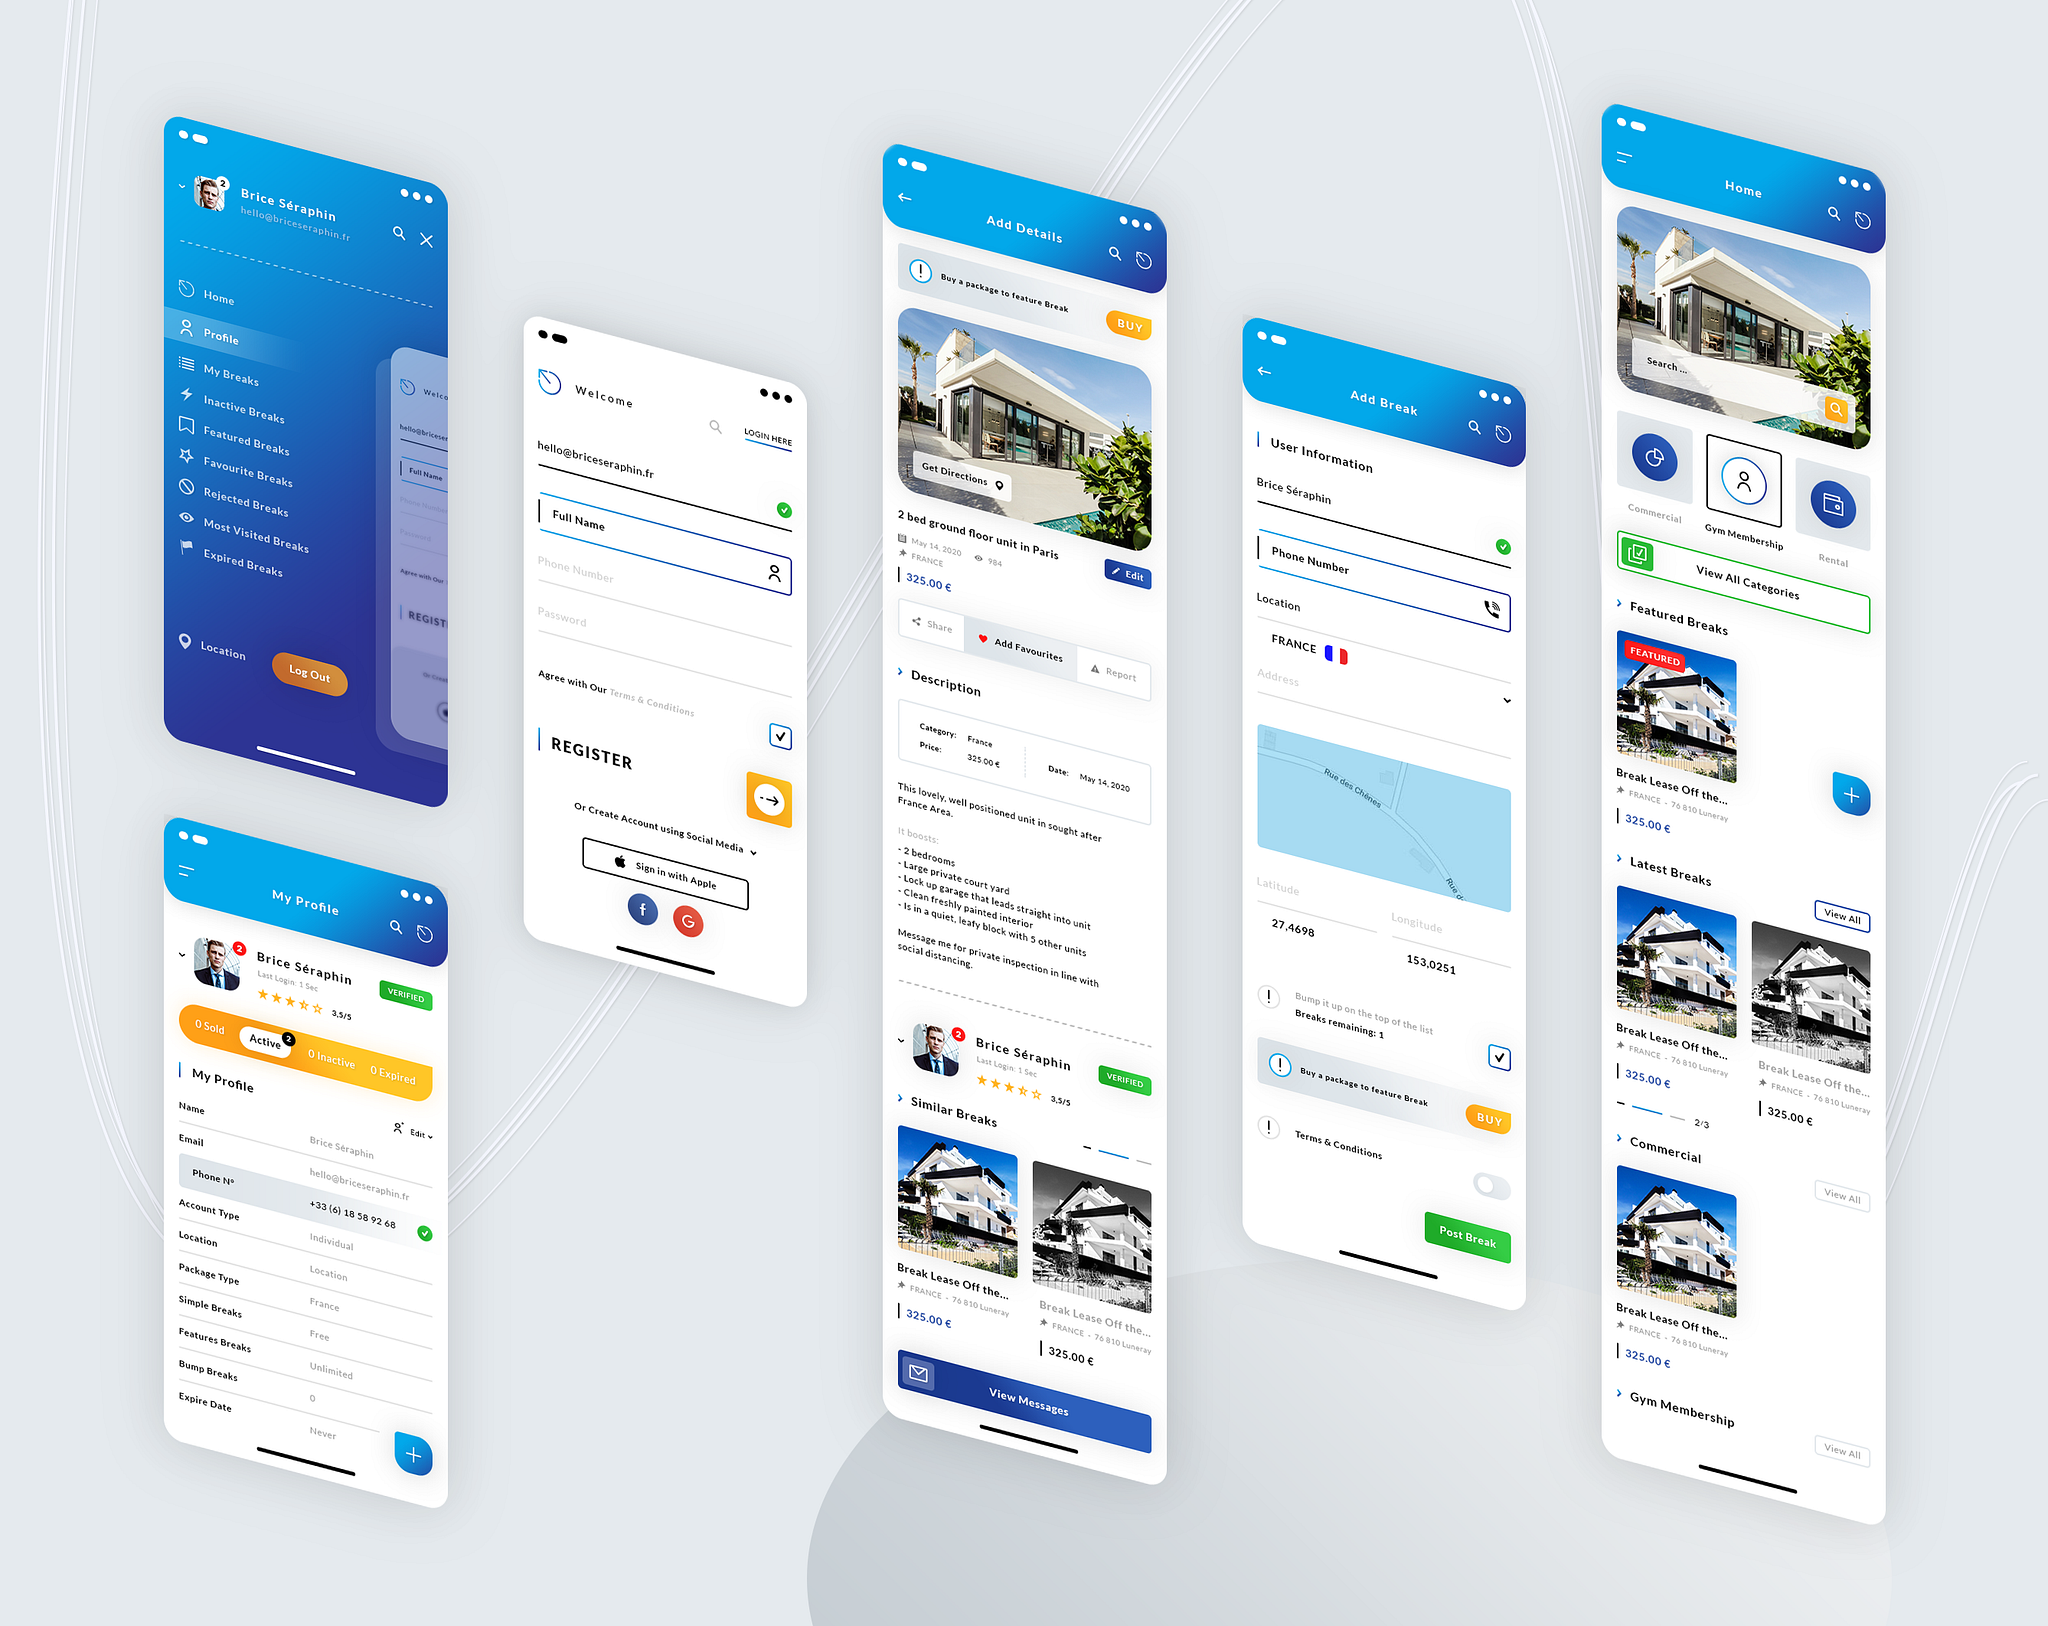 2
Brice Séraphin
hello@briceseraphin.fr
Home
Profile
My Breaks
Inactive Breaks
Featured Breaks
Favourite Breaks
Rejected Breaks
Most Visited Breaks
Expired Breaks
Location
Log Out
Full Name
My Profile
2
Brice Séraphin
Last Login: 1 Sec
3,5/5
VERIFIED
0 Sold
Active
2
0 Inactive
0 Expired
My Profile
Edit
Name
Brice Séraphin
Email
hello@briceseraphin.fr
Phone N°
+33 (6) 18 58 92 68
Account Type
Individual
Location
Location
Package Type
France
Simple Breaks
Free
Features Breaks
Unlimited
Bump Breaks
0
Expire Date
Never
Welcome
LOGIN HERE
hello@briceseraphin.fr
Full Name
Phone Number
Password
Agree with Our Terms & Conditions
REGISTER
Or Create Account using Social Media
Sign in with Apple
f
G
Add Details
Buy a package to feature Break
BUY
Get Directions
2 bed ground floor unit in Paris
May 14, 2020
984
FRANCE
325.00 €
Edit
Share
Add Favourites
Report
Description
Category: France
Price: 325.00 €
Date: May 14, 2020
This lovely, well positioned unit in sought after
France Area.
It boosts:
- 2 bedrooms
- Large private court yard
- Lock up garage that leads straight into unit
- Clean freshly painted interior
- Is in a quiet, leafy block with 5 other units
Message me for private inspection in line with
social distancing.
2
Brice Séraphin
Last Login: 1 Sec
3,5/5
VERIFIED
Similar Breaks
Break Lease Off the...
FRANCE - 76 810 Luneray
325.00 €
Break Lease Off the...
FRANCE - 76 810 Luneray
325.00 €
View Messages
Add Break
User Information
Brice Séraphin
Phone Number
Location
FRANCE
Address
Rue des Chênes
Rue d
Latitude
27,4698
Longitude
153,0251
Bump it up on the top of the list
Breaks remaining: 1
Buy a package to feature Break
BUY
Terms & Conditions
Post Break
Home
Search ...
Commercial
Gym Membership
Rental
View All Categories
Featured Breaks
FEATURED
Break Lease Off the...
FRANCE - 76 810 Luneray
325.00 €
Latest Breaks
View All
Break Lease Off the...
FRANCE - 76 810 Luneray
325.00 €
Break Lease Off the...
FRANCE - 76 810 Luneray
325.00 €
2/3
Commercial
View All
Break Lease Off the...
FRANCE - 76 810 Luneray
325.00 €
Gym Membership
View All